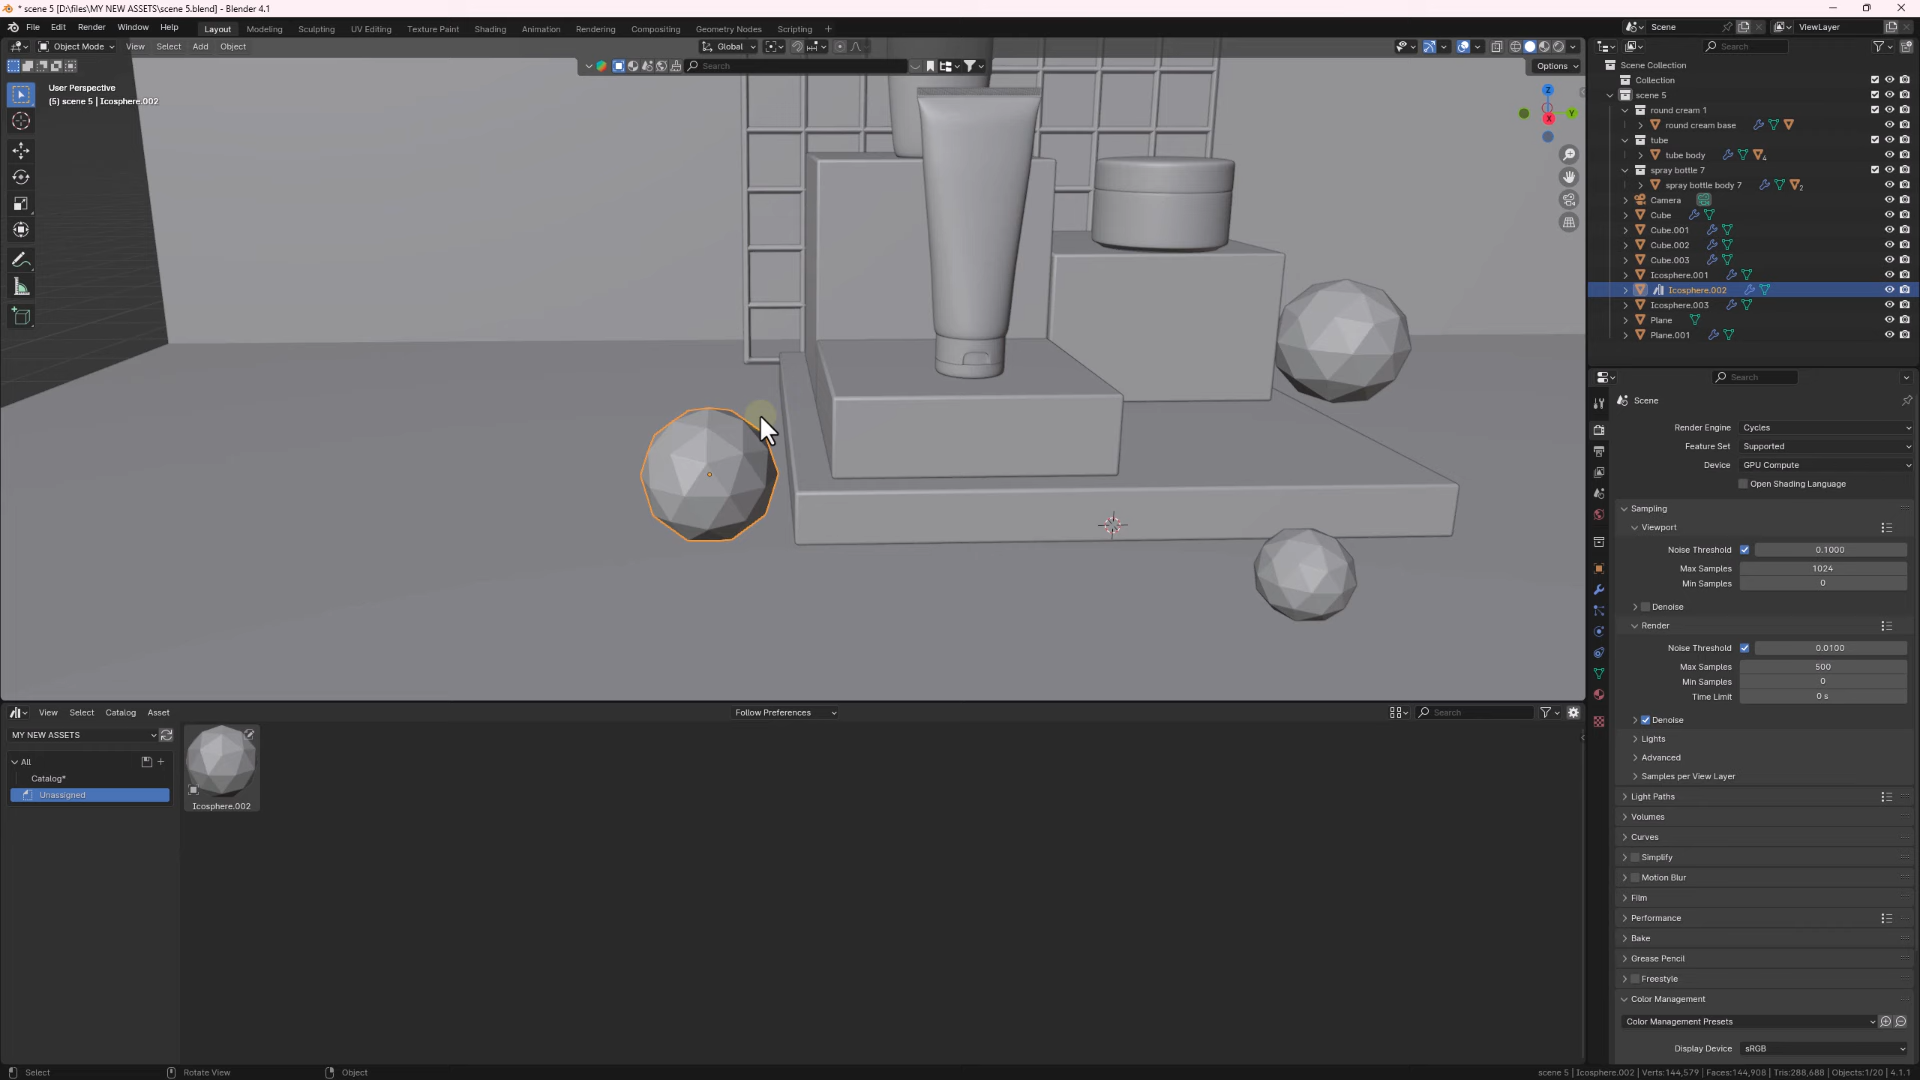 * scene 5 [D:\files\MY NEW ASSETS\scene 5.blend] - Blender 4.1
File Edit Render Window Help Layout Modeling Sculpting UV Editing Texture Paint Shading Animation Rendering Compositing Geometry Nodes Scripting + Scene ViewLayer
Object Mode View Select Add Object Global Search
Search Options
User Perspective
(5) scene 5 | Icosphere.002
Z
Y
X
Scene Collection
Collection
scene 5
round cream 1
round cream base
tube
tube body 4
spray bottle 7
spray bottle body 7 2
Camera
Cube
Cube.001
Cube.002
Cube.003
Icosphere.001
Icosphere.002
Icosphere.003
Plane
Plane.001
Search
Scene
Render Engine Cycles
Feature Set Supported
Device GPU Compute
Open Shading Language
Sampling
Viewport
Noise Threshold 0.1000
Max Samples 1024
Min Samples 0
Denoise
Render
Noise Threshold 0.0100
Max Samples 500
Min Samples 0
Time Limit 0 s
Denoise
Lights
Advanced
Samples per View Layer
Light Paths
Volumes
Curves
Simplify
Motion Blur
Film
Performance
Bake
Grease Pencil
Freestyle
Color Management
Color Management Presets
Display Device sRGB
View Select Catalog Asset Follow Preferences Search
MY NEW ASSETS
All
Catalog*
Unassigned
Icosphere.002
Select Rotate View Object scene 5 | Icosphere.002 | Verts:144,579 | Faces:144,908 | Tris:288,688 | Objects:1/20 | 4.1.1